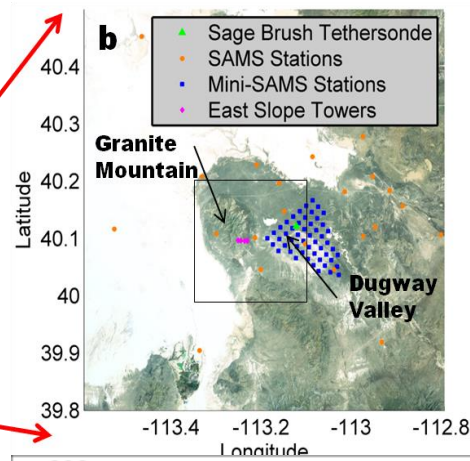 b
Sage Brush Tethersonde
SAMS Stations
Mini-SAMS Stations
East Slope Towers
Granite
Mountain
Dugway
Valley
Latitude
40.4
40.3
40.2
40.1
40
39.9
39.8
-113.4
-113.2
-113
-112.8
Longitude